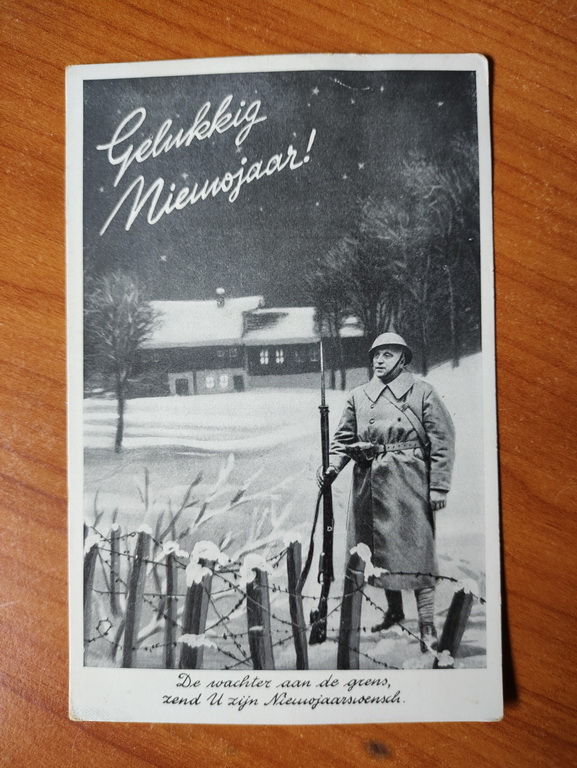 Gelukkig
Nieuwjaar!
De wachter aan de grens,
zend U zijn Nieuwjaarswensch.